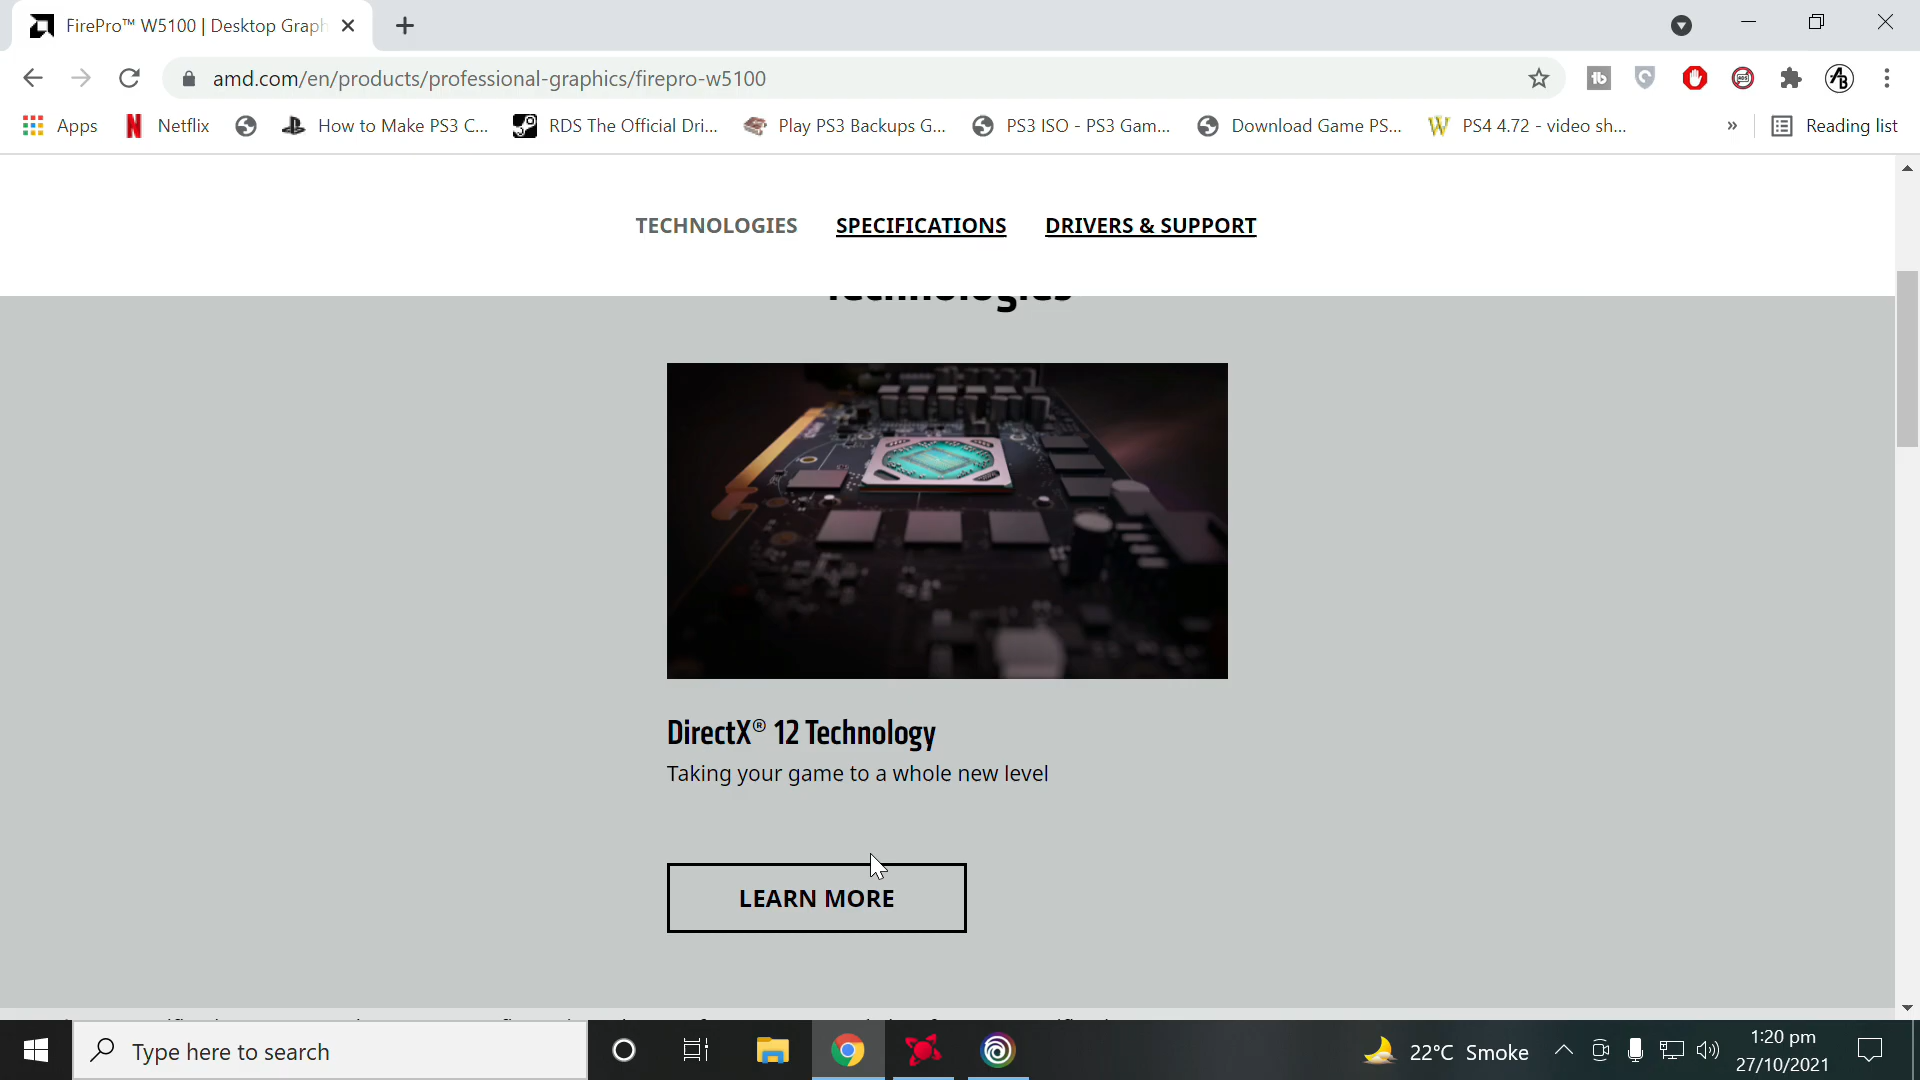 FirePro™ W5100 | Desktop Graph
amd.com/en/products/professional-graphics/firepro-w5100
Apps
Netflix
How to Make PS3 C...
RDS The Official Dri...
Play PS3 Backups G...
PS3 ISO - PS3 Gam...
Download Game PS...
PS4 4.72 - video sh...
»
Reading list
TECHNOLOGIES
SPECIFICATIONS
DRIVERS & SUPPORT
Technologies
DirectX® 12 Technology
Taking your game to a whole new level
LEARN MORE
Type here to search
22°C Smoke
1:20 pm
27/10/2021